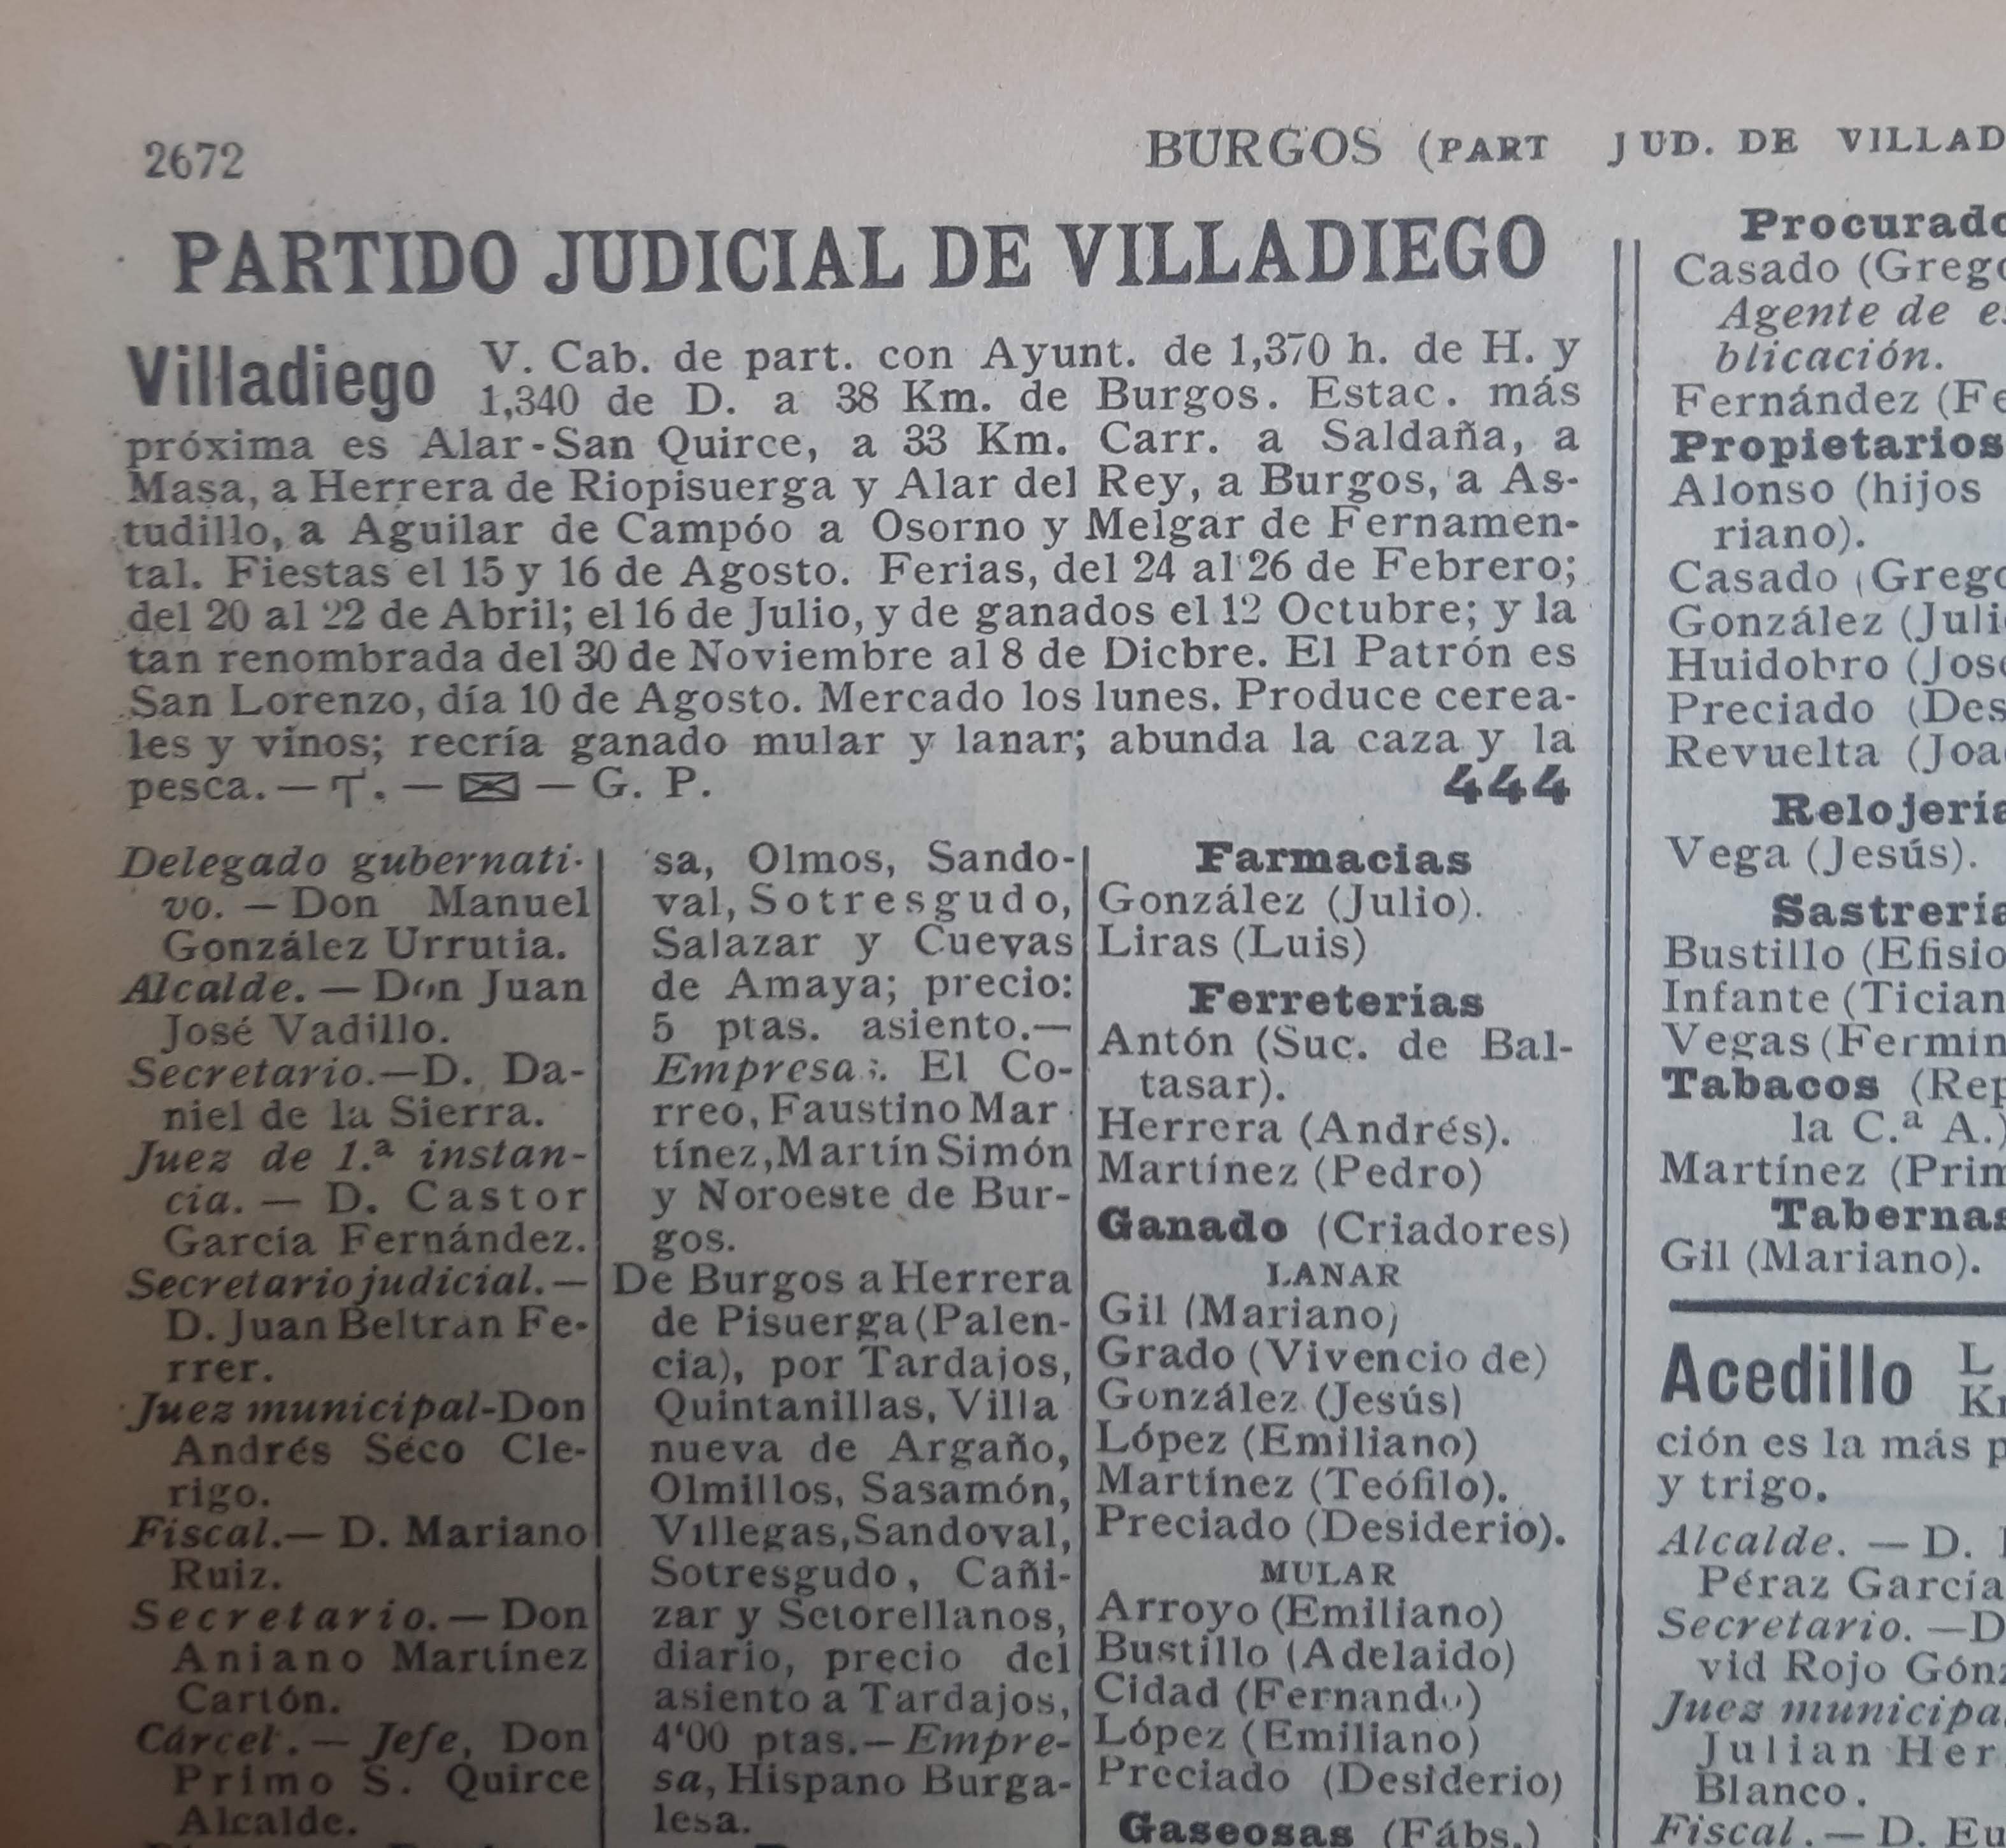 2672
BURGOS (PART JUD. DE VILLAD
PARTIDO JUDICIAL DE VILLADIEGO
Villadiego V. Cab. de part. con Ayunt. de 1,370 h. de H. y
1,340 de D. a 38 Km. de Burgos. Estac. más
próxima es Alar-San Quirce, a 33 Km. Carr. a Saldaña, a
Masa, a Herrera de Riopisuerga y Alar del Rey, a Burgos, a As-
tudillo, a Aguilar de Campóo a Osorno y Melgar de Fernamen-
tal. Fiestas el 15 y 16 de Agosto. Ferias, del 24 al 26 de Febrero;
del 20 al 22 de Abril; el 16 de Julio, y de ganados el 12 Octubre; y la
tan renombrada del 30 de Noviembre al 8 de Dicbre. El Patrón es
San Lorenzo, día 10 de Agosto. Mercado los lunes. Produce cerea-
les y vinos; recría ganado mular y lanar; abunda la caza y la
pesca. — T. — ✉ — G. P. 444
Delegado gubernati-
vo. — Don Manuel
González Urrutia.
Alcalde. — Don Juan
José Vadillo.
Secretario.—D. Da-
niel de la Sierra.
Juez de 1.ª instan-
cia. — D. Castor
García Fernández.
Secretario judicial.—
D. Juan Beltrán Fe-
rrer.
Juez municipal-Don
Andrés Seco Cle-
rigo.
Fiscal.— D. Mariano
Ruiz.
Secretario.— Don
Aniano Martínez
Cartón.
Cárcel.— Jefe, Don
Primo S. Quirce
Alcalde.
sa, Olmos, Sando-
val, Sotresgudo,
Salazar y Cuevas
de Amaya; precio:
5 ptas. asiento.—
Empresas. El Co-
rreo, Faustino Mar
tínez, Martín Simón
y Noroeste de Bur-
gos.
De Burgos a Herrera
de Pisuerga (Palen-
cia), por Tardajos,
Quintanillas, Villa
nueva de Argaño,
Olmillos, Sasamón,
Villegas, Sandoval,
Sotresgudo, Cañi-
zar y Sotorellanos,
diario, precio del
asiento a Tardajos,
4'00 ptas.—Empre-
sa, Hispano Burga-
lesa.
Farmacias
González (Julio).
Liras (Luis)
Ferreterías
Antón (Suc. de Bal-
tasar).
Herrera (Andrés).
Martínez (Pedro)
Ganado (Criadores)
LANAR
Gil (Mariano)
Grado (Vivencio de)
González (Jesús)
López (Emiliano)
Martínez (Teófilo).
Preciado (Desiderio).
MULAR
Arroyo (Emiliano)
Bustillo (Adelaido)
Cidad (Fernando)
López (Emiliano)
Preciado (Desiderio)
Gaseosas (Fábs.)
Procurado
Casado (Grego
Agente de e
blicación.
Fernández (Fe
Propietarios
Alonso (hijos
riano).
Casado (Grego
González (Juli
Huidobro (Jos
Preciado (Des
Revuelta (Joa
Relojería
Vega (Jesús).
Sastrería
Bustillo (Efisio
Infante (Tician
Vegas (Fermín
Tabacos (Rep
la C.ª A.)
Martínez (Prim
Tabernas
Gil (Mariano).
Acedillo L
Km
ción es la más p
y trigo.
Alcalde. — D.
Péraz García
Secretario. —D
vid Rojo Gónz
Juez municipa
Julian Her
Blanco.
Fiscal.— D. Eu